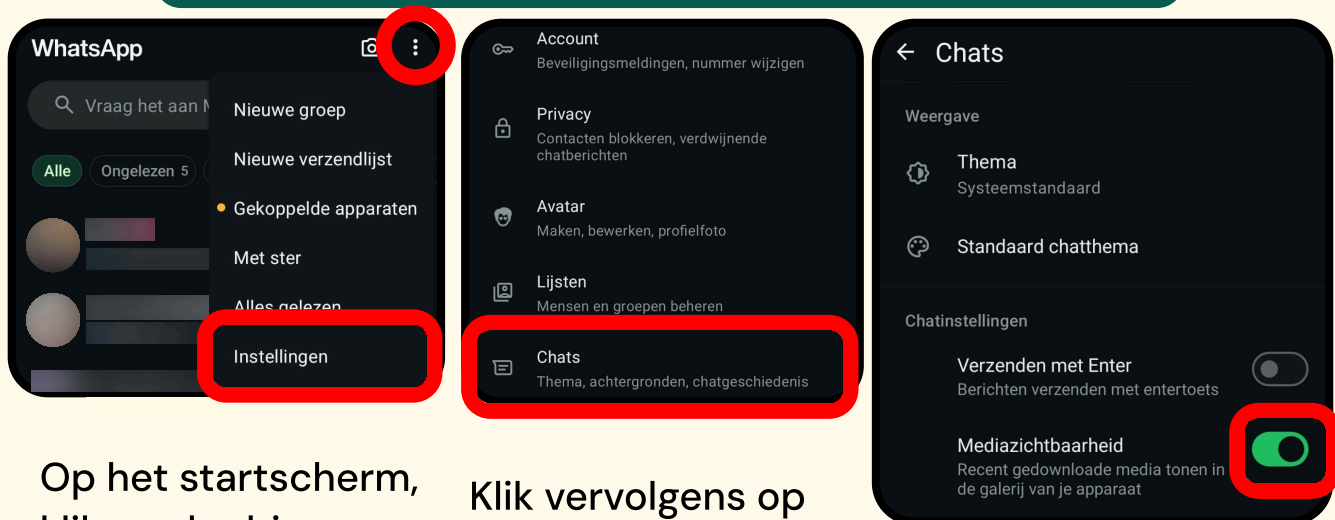 WhatsApp
Vraag het aan
Alle
Ongelezen 5
Nieuwe groep
Nieuwe verzendlijst
Gekoppelde apparaten
Met ster
Alles gelezen
Instellingen
Op het startscherm,
Account
Beveiligingsmeldingen, nummer wijzigen
Privacy
Contacten blokkeren, verdwijnende
chatberichten
Avatar
Maken, bewerken, profielfoto
Lijsten
Mensen en groepen beheren
Chats
Thema, achtergronden, chatgeschiedenis
Klik vervolgens op
Chats
Weergave
Thema
Systeemstandaard
Standaard chatthema
Chatinstellingen
Verzenden met Enter
Berichten verzenden met entertoets
Mediazichtbaarheid
Recent gedownloade media tonen in
de galerij van je apparaat